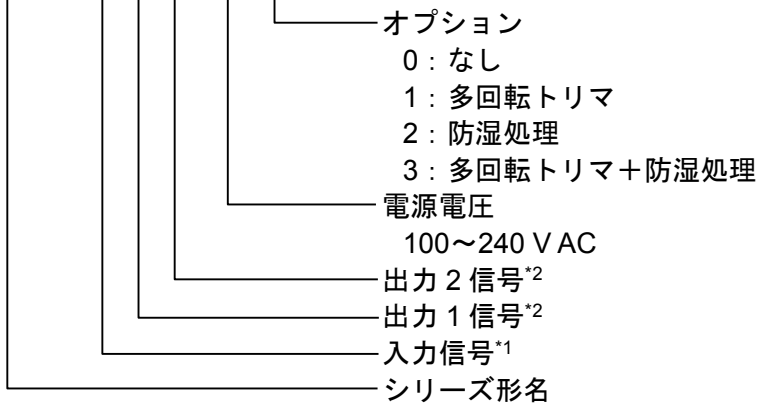 オプション
0：なし
1：多回転トリマ
2：防湿処理
3：多回転トリマ＋防湿処理
電源電圧
100～240 V AC
出力 2 信号*2
出力 1 信号*2
入力信号*1
シリーズ形名